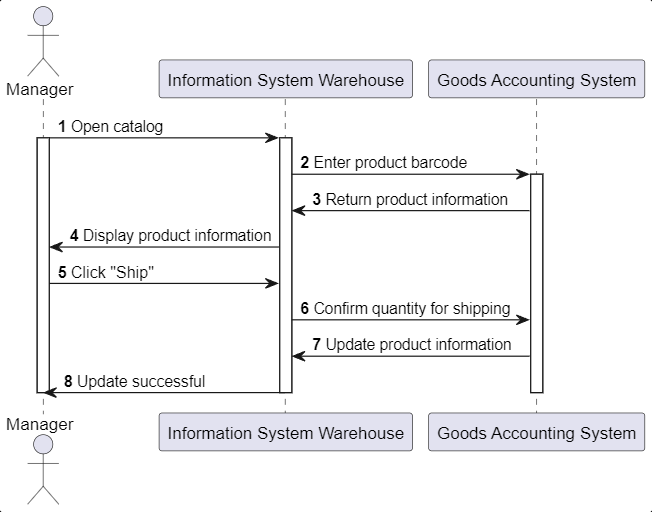 Manager
Information System Warehouse
Goods Accounting System
1 Open catalog
2 Enter product barcode
3 Return product information
4 Display product information
5 Click "Ship"
6 Confirm quantity for shipping
7 Update product information
8 Update successful
Manager
Information System Warehouse
Goods Accounting System